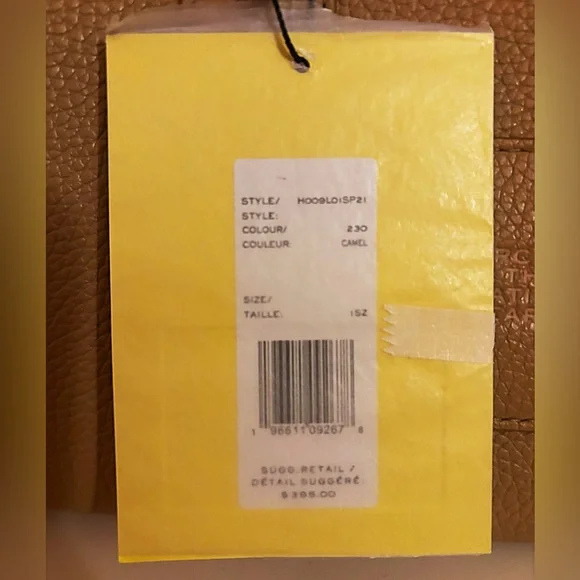 STYLE/ H009L01SP21
STYLE:
COLOUR/ 230
COULEUR: CAMEL
SIZE/
TAILLE: 1SZ
1 96611 09267 8
SUGG.RETAIL /
DÉTAIL SUGGÉRÉ:
$395.00